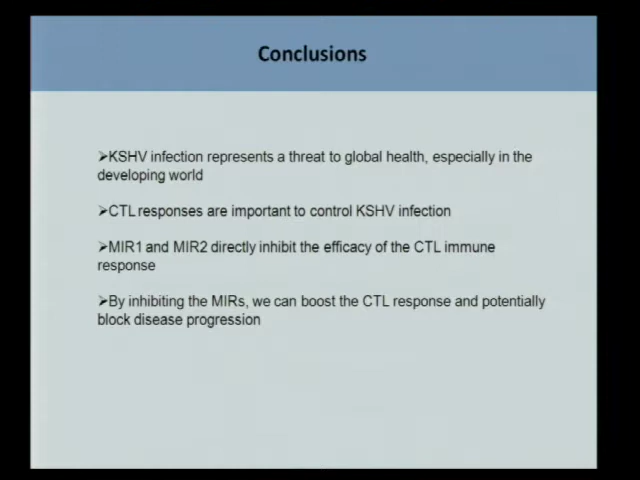 Conclusions
➢KSHV infection represents a threat to global health, especially in the
developing world
➢CTL responses are important to control KSHV infection
➢MIR1 and MIR2 directly inhibit the efficacy of the CTL immune
response
➢By inhibiting the MIRs, we can boost the CTL response and potentially
block disease progression